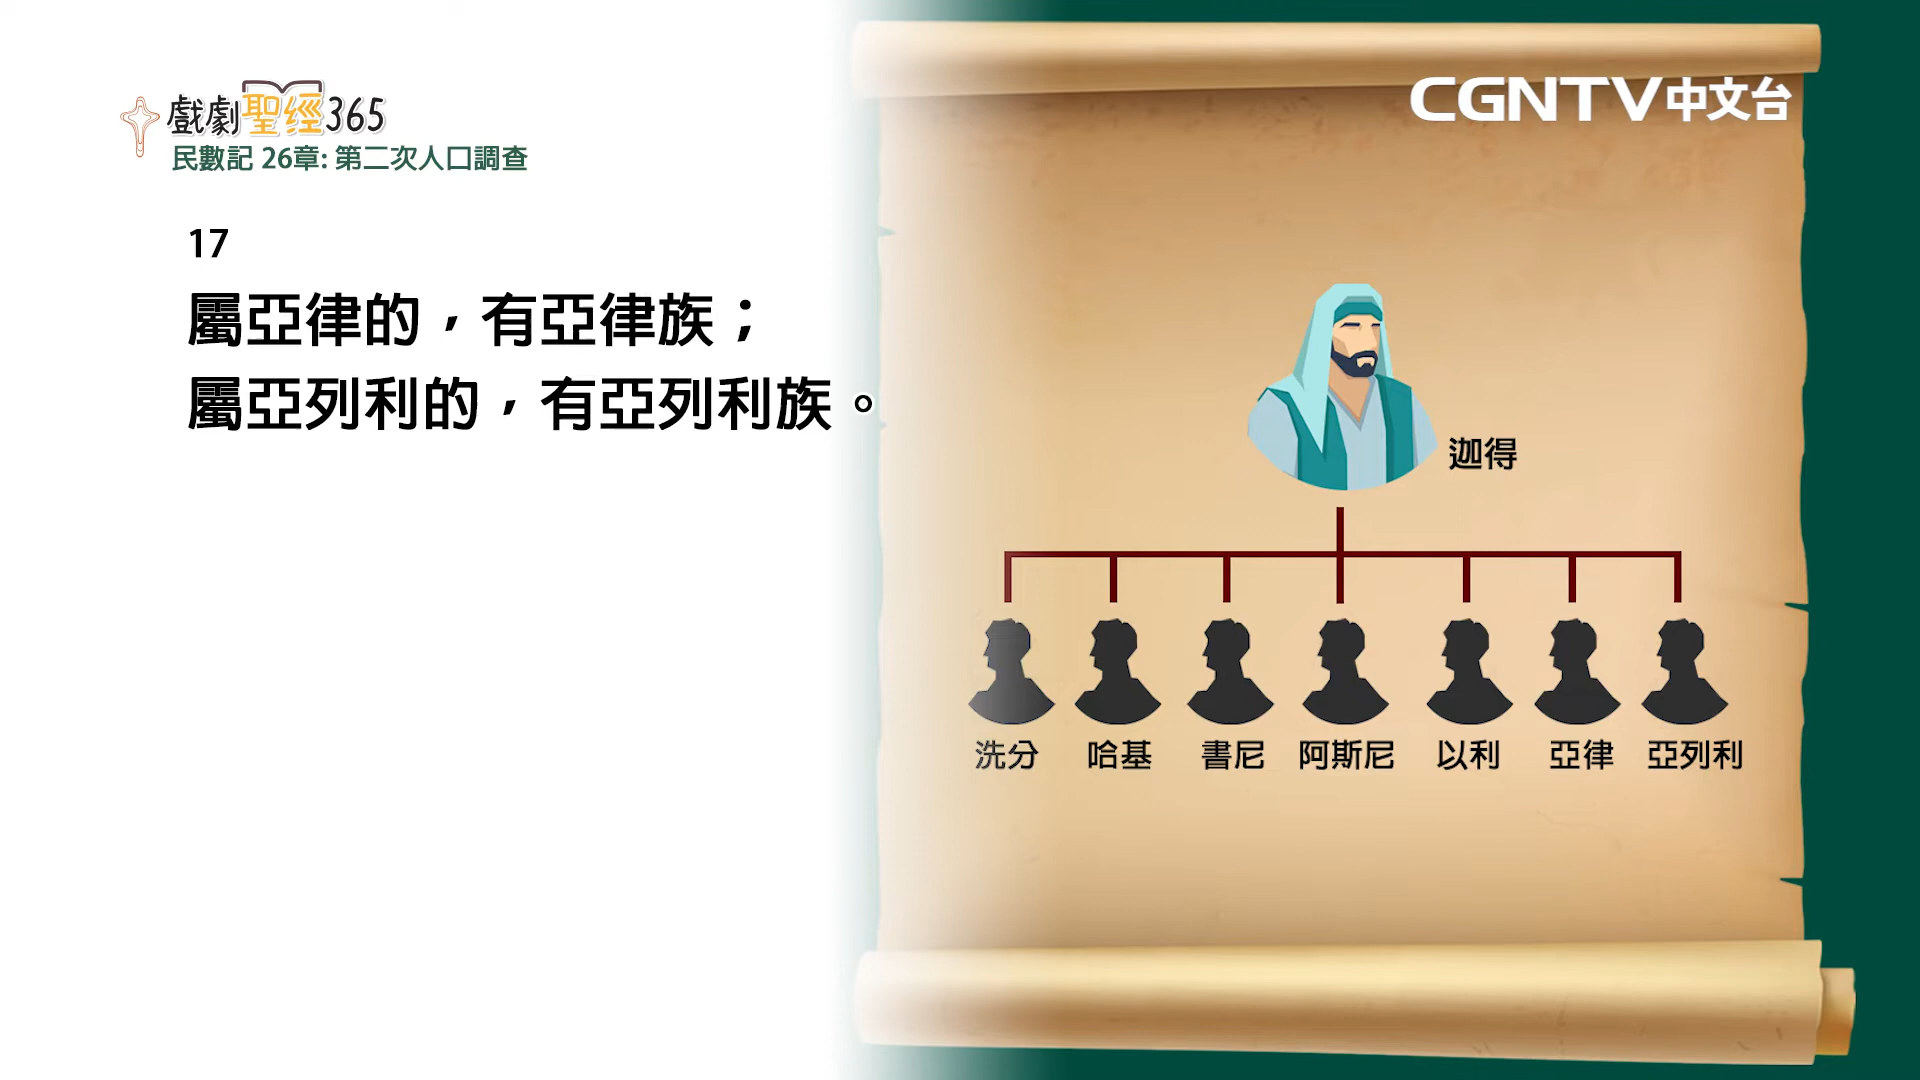 戲劇聖經365
民數記 26章: 第二次人口調查
CGNTV中文台
17
屬亞律的，有亞律族；
屬亞列利的，有亞列利族。
迦得
洗分 哈基 書尼 阿斯尼 以利 亞律 亞列利